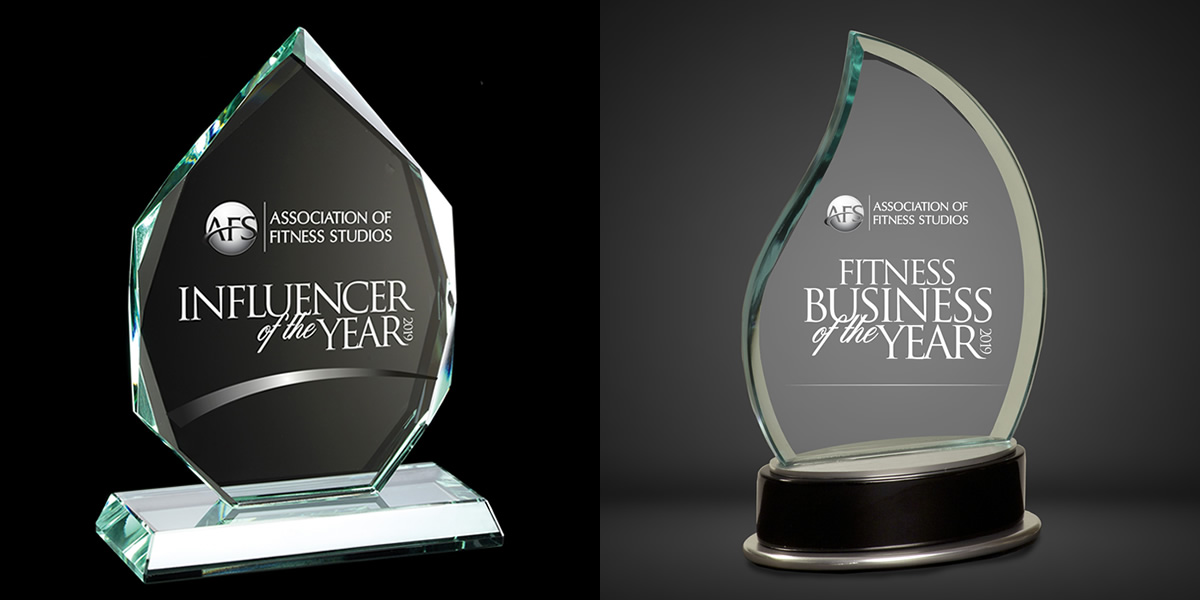 AFS
ASSOCIATION OF
FITNESS STUDIOS
INFLUENCER
of the YEAR 2019
AFS
ASSOCIATION OF
FITNESS STUDIOS
FITNESS
BUSINESS
of the YEAR 2019